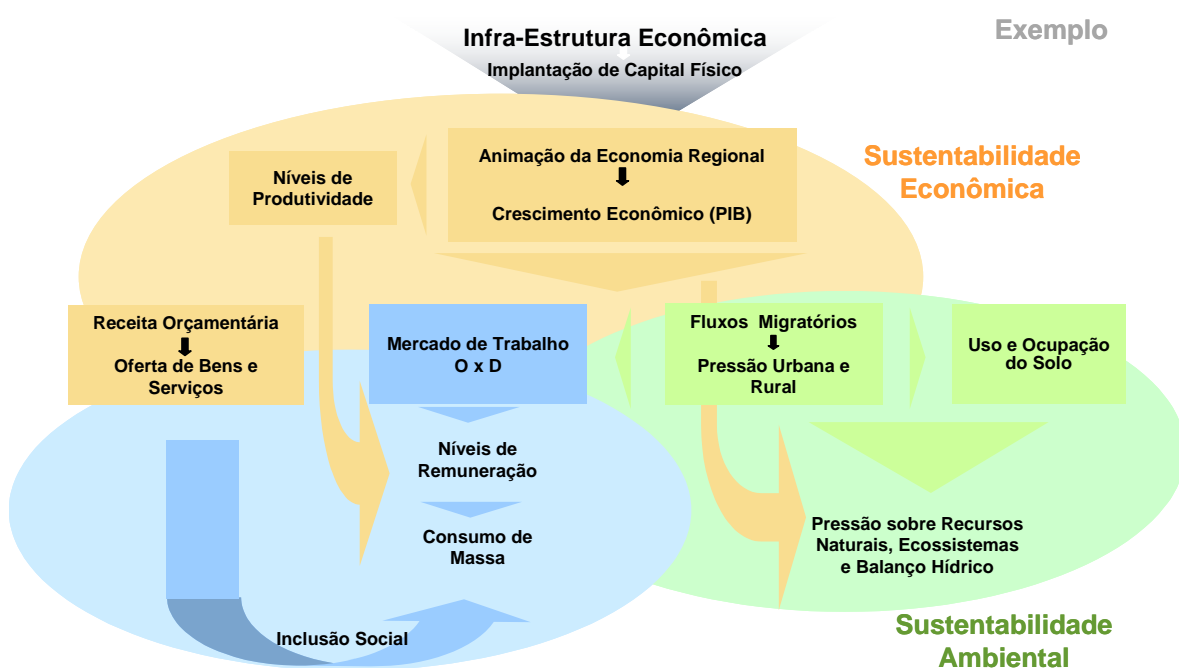 Exemplo
Infra-Estrutura Econômica
Implantação de Capital Físico
Sustentabilidade
Econômica
Animação da Economia Regional
Crescimento Econômico (PIB)
Níveis de
Produtividade
Receita Orçamentária
Oferta de Bens e
Serviços
Mercado de Trabalho
O x D
Fluxos Migratórios
Pressão Urbana e
Rural
Uso e Ocupação
do Solo
Níveis de
Remuneração
Consumo de
Massa
Pressão sobre Recursos
Naturais, Ecossistemas
e Balanço Hídrico
Inclusão Social
Sustentabilidade
Ambiental